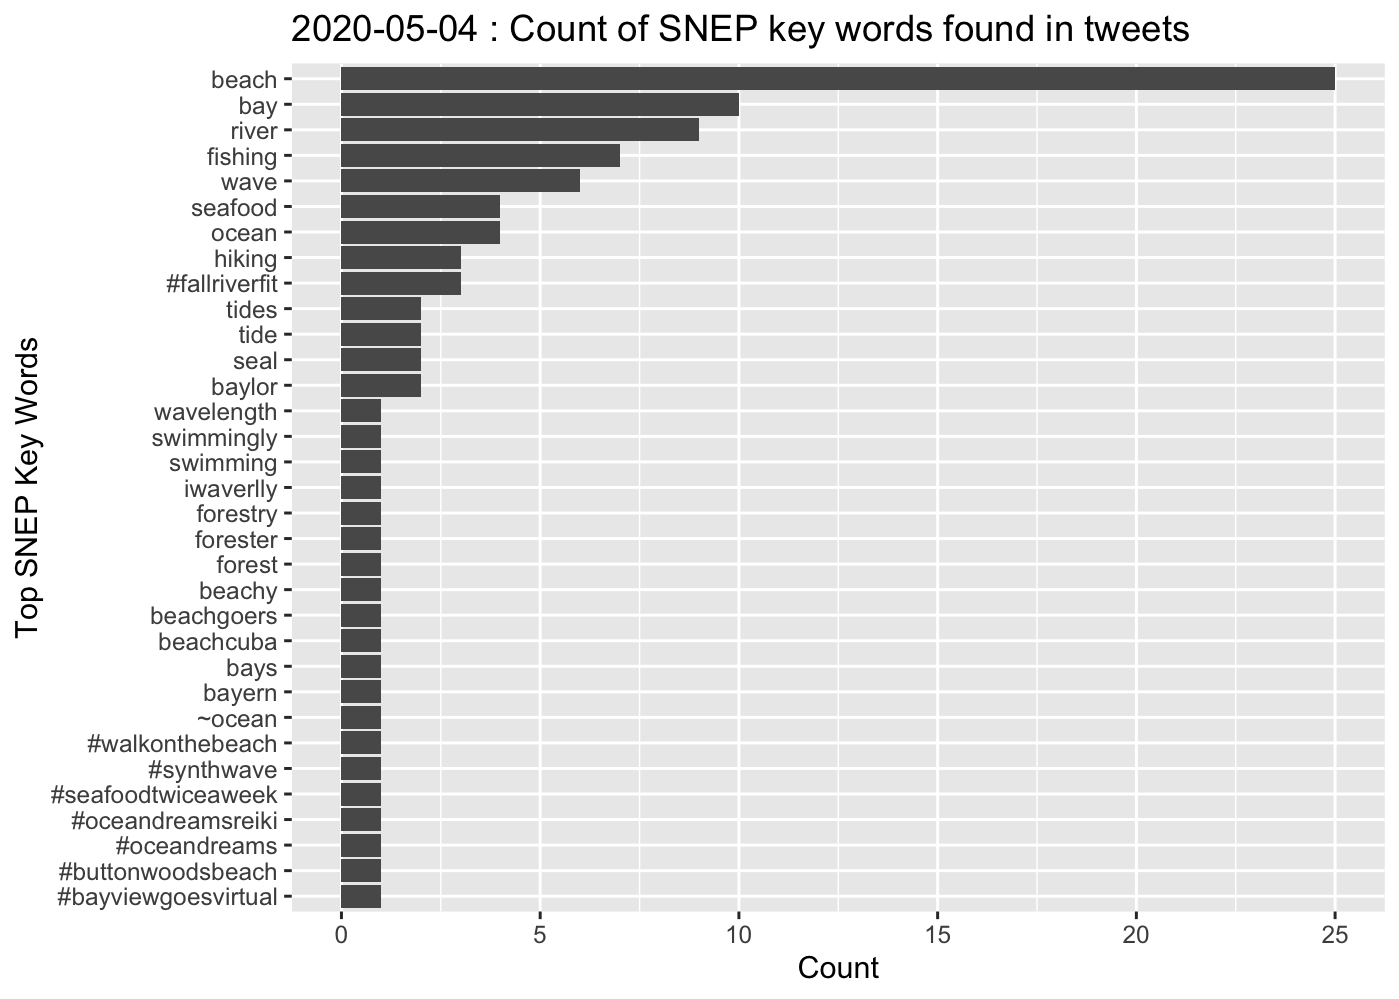 2020-05-04 : Count of SNEP key words found in tweets
Top SNEP Key Words
beach
bay
river
fishing
wave
seafood
ocean
hiking
#fallriverfit
tides
tide
seal
baylor
wavelength
swimmingly
swimming
iwaverlly
forestry
forester
forest
beachy
beachgoers
beachcuba
bays
bayern
~ocean
#walkonthebeach
#synthwave
#seafoodtwiceaweek
#oceandreamsreiki
#oceandreams
#buttonwoodsbeach
#bayviewgoesvirtual
0 5 10 15 20 25
Count